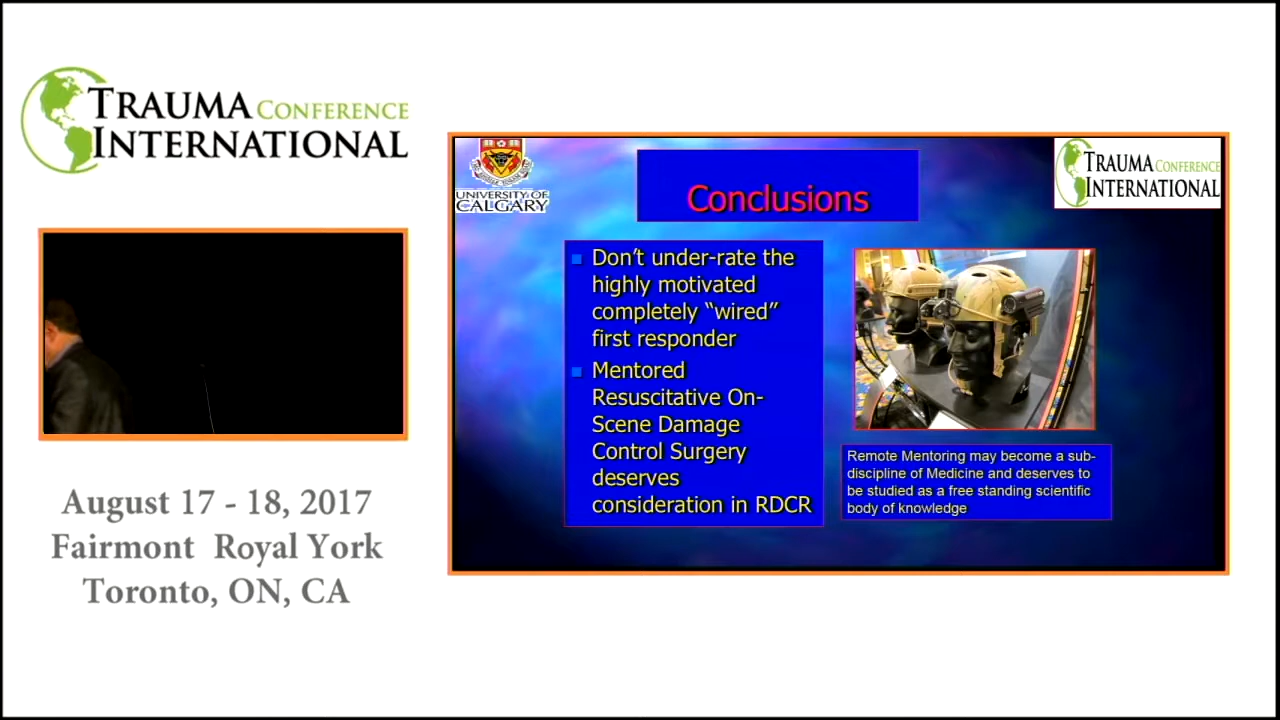 TRAUMA CONFERENCE
INTERNATIONAL
August 17 - 18, 2017
Fairmont Royal York
Toronto, ON, CA
UNIVERSITY OF
CALGARY
Conclusions
TRAUMA CONFERENCE
INTERNATIONAL
Don’t under-rate the
highly motivated
completely “wired”
first responder
Mentored
Resuscitative On-
Scene Damage
Control Surgery
deserves
consideration in RDCR
Remote Mentoring may become a sub-
discipline of Medicine and deserves to
be studied as a free standing scientific
body of knowledge